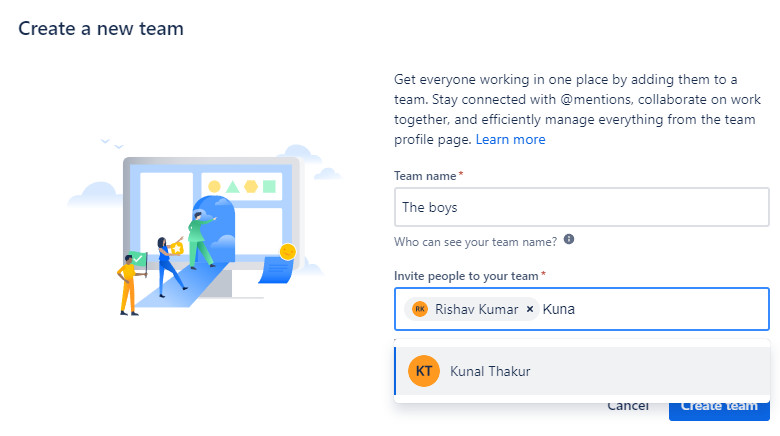 Create a new team
Get everyone working in one place by adding them to a
team. Stay connected with @mentions, collaborate on work
together, and efficiently manage everything from the team
profile page. Learn more
Team name*
The boys
Who can see your team name?
Invite people to your team*
RK Rishav Kumar × Kuna
KT Kunal Thakur
Cancel Create team